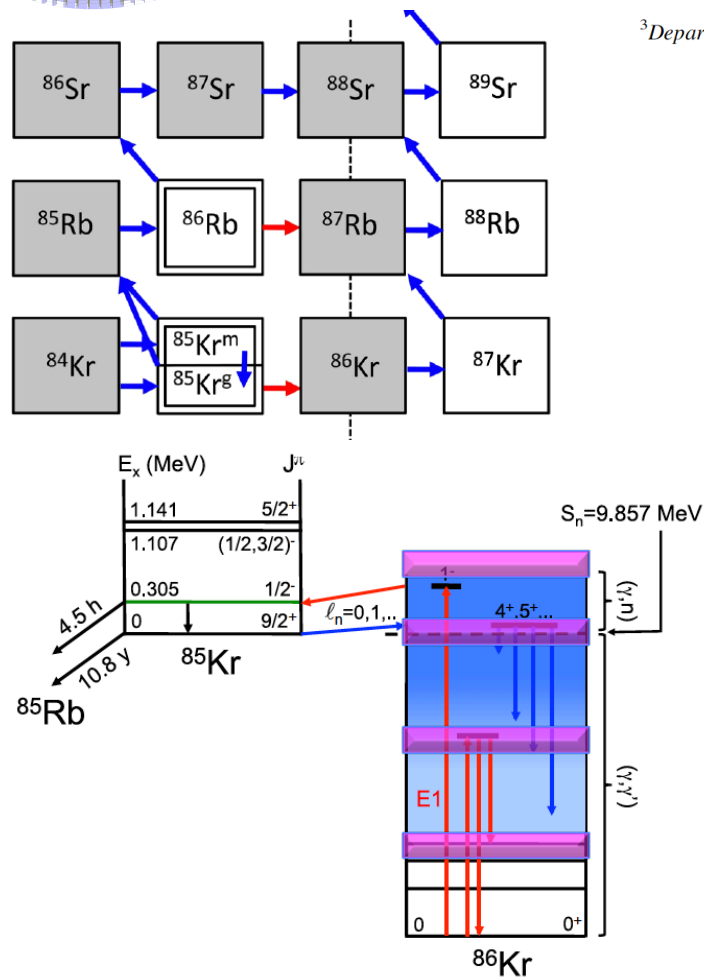 ³Depar
⁸⁶Sr ⁸⁷Sr ⁸⁸Sr ⁸⁹Sr
⁸⁵Rb ⁸⁶Rb ⁸⁷Rb ⁸⁸Rb
⁸⁴Kr ⁸⁵Krᵐ ⁸⁶Kr ⁸⁷Kr
⁸⁵Krᵍ
Eₓ (MeV) Jπ
1.141 5/2⁺
1.107 (1/2,3/2)⁻
0.305 1/2⁻
0 9/2⁺
4.5 h
10.8 y
⁸⁵Kr
⁸⁵Rb
ℓₙ=0,1,..
Sₙ=9.857 MeV
1⁻
4⁺.5⁺...
(γ,n)
(γ,γ')
E1
0 0⁺
⁸⁶Kr